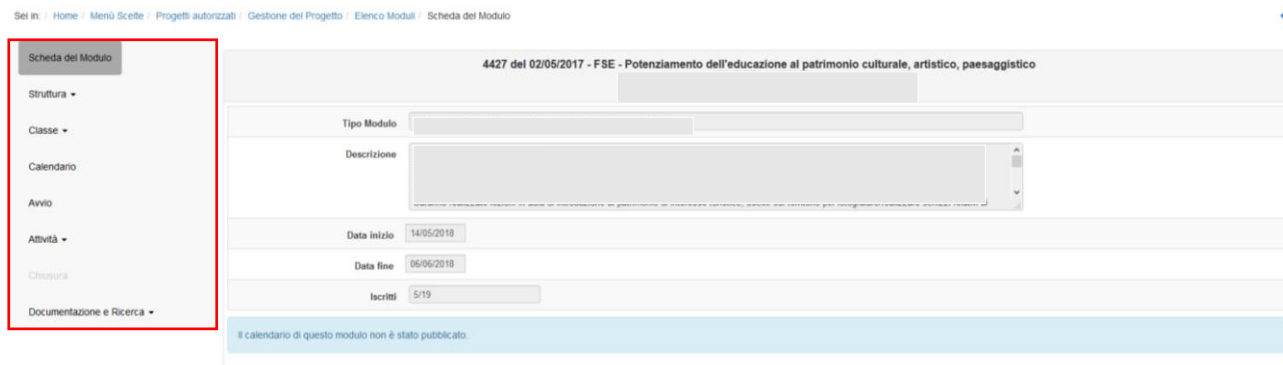 Sei in: / Home / Menù Scelte / Progetti autorizzati / Gestione del Progetto / Elenco Moduli / Scheda del Modulo
Scheda del Modulo
4427 del 02/05/2017 - FSE - Potenziamento dell'educazione al patrimonio culturale, artistico, paesaggistico
Struttura
Classe
Tipo Modulo
Descrizione
Calendario
Avvio
Attività
Data inizio 14/05/2018
Data fine 06/06/2018
Chiusura
Iscritti 5/19
Documentazione e Ricerca
Il calendario di questo modulo non è stato pubblicato.